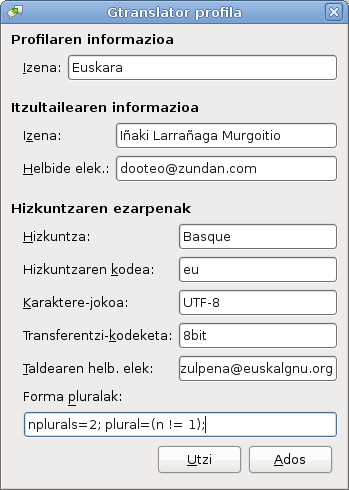 Gtranslator profila
Profilaren informazioa
Izena: Euskara
Itzultailearen informazioa
Izena: Iñaki Larrañaga Murgoitio
Helbide elek.: dooteo@zundan.com
Hizkuntzaren ezarpenak
Hizkuntza: Basque
Hizkuntzaren kodea: eu
Karaktere-jokoa: UTF-8
Transferentzi-kodeketa: 8bit
Taldearen helb. elek: zulpena@euskalgnu.org
Forma pluralak:
nplurals=2; plural=(n != 1);
Utzi Ados